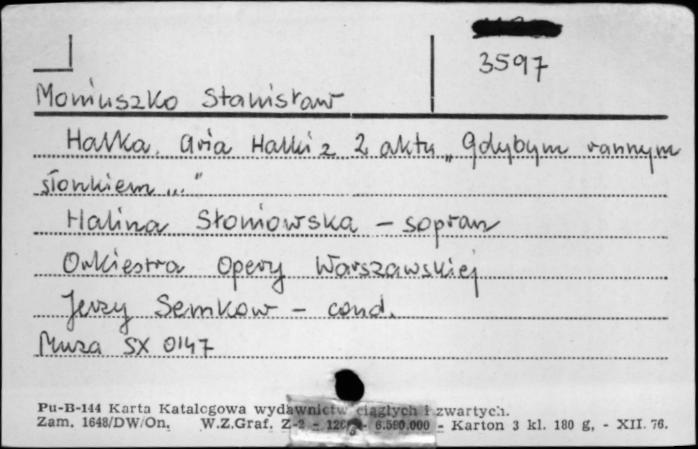 3597
Moniuszko Stanisław
Halka. Aria Halki z 2 aktu „Gdybym rannym
słonkiem..."
Halina Słoniowska - sopran
Orkiestra Opery Warszawskiej
Jerzy Semkow - cond.
Muza SX 0147
Pu-B-144 Karta Katalogowa wydawnictw ciągłych i zwartych.
Zam. 1648/DW/On. W.Z.Graf. Z-2 - 6.590.000 - Karton 3 kl. 180 g, - XII. 76.